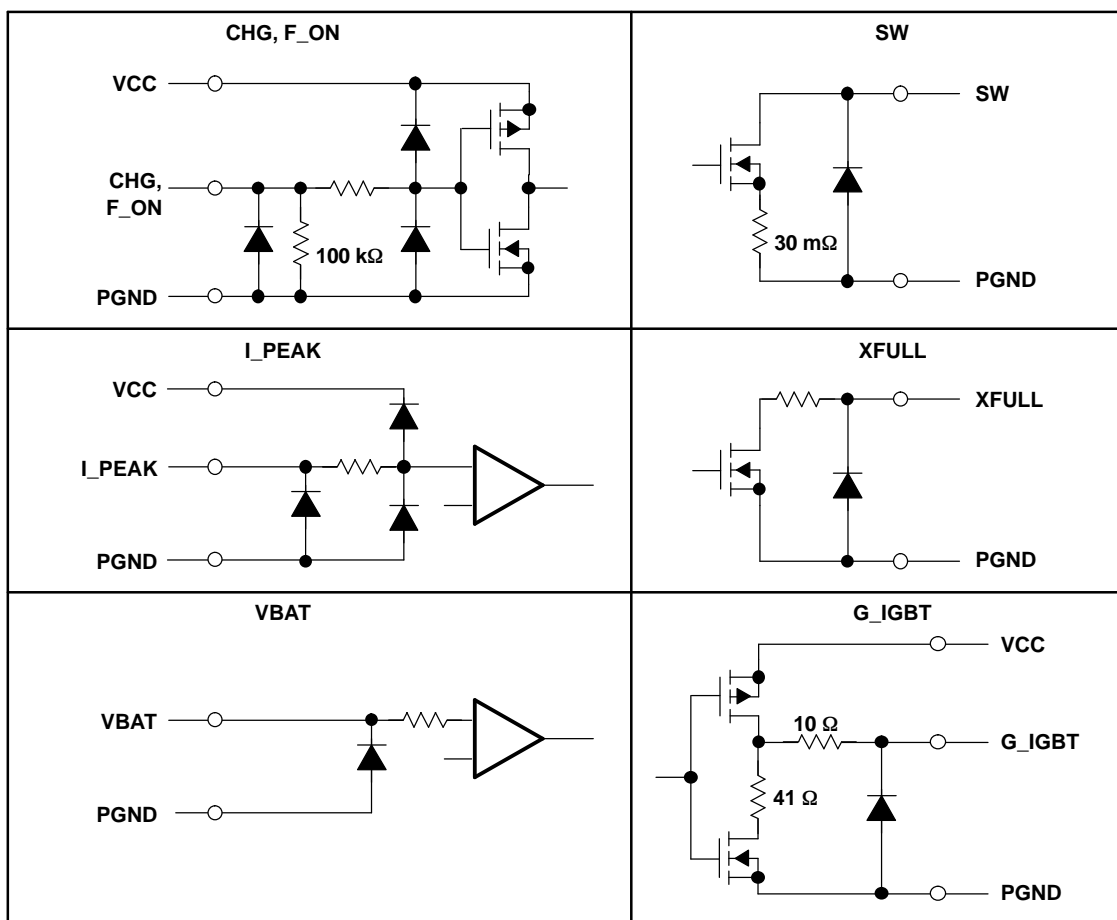 CHG, F_ON
VCC
CHG,
F_ON
100 kΩ
PGND
SW
SW
30 mΩ
PGND
I_PEAK
VCC
I_PEAK
PGND
XFULL
XFULL
PGND
VBAT
VBAT
PGND
G_IGBT
VCC
10 Ω
G_IGBT
41 Ω
PGND